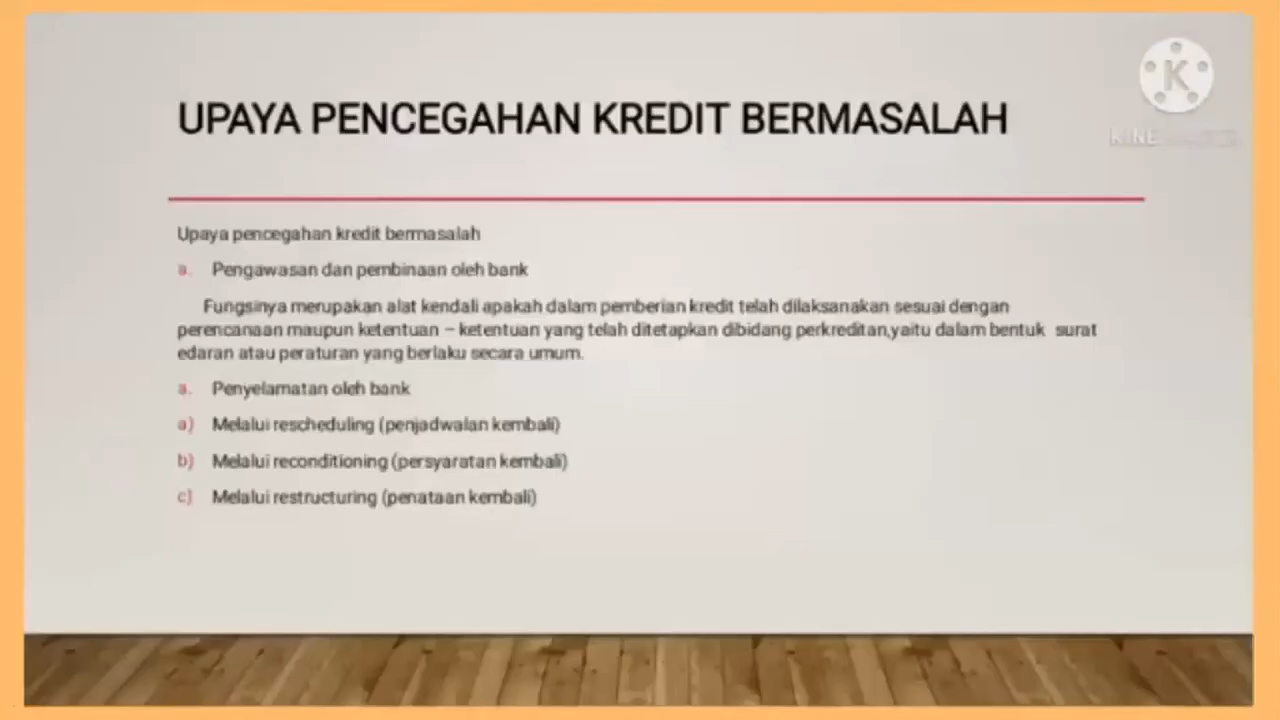 UPAYA PENCEGAHAN KREDIT BERMASALAH
K
KINEMASTER
Upaya pencegahan kredit bermasalah
a. Pengawasan dan pembinaan oleh bank
Fungsinya merupakan alat kendali apakah dalam pemberian kredit telah dilaksanakan sesuai dengan
perencanaan maupun ketentuan – ketentuan yang telah ditetapkan dibidang perkreditan,yaitu dalam bentuk surat
edaran atau peraturan yang berlaku secara umum.
a. Penyelamatan oleh bank
a) Melalui rescheduling (penjadwalan kembali)
b) Melalui reconditioning (persyaratan kembali)
c) Melalui restructuring (penataan kembali)